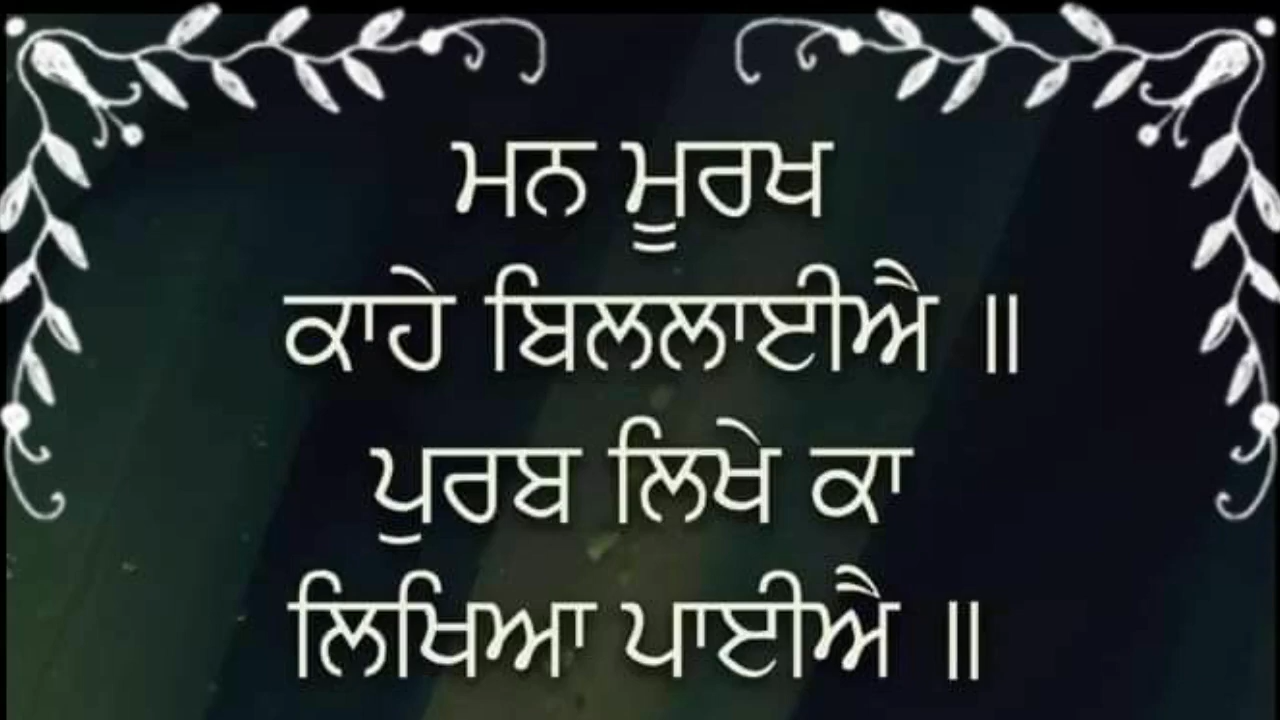 ਮਨ ਮੂਰਖ
ਕਾਹੇ ਬਿਲਲਾਈਐ ॥
ਪੁਰਬ ਲਿਖੇ ਕਾ
ਲਿਖਿਆ ਪਾਈਐ ॥